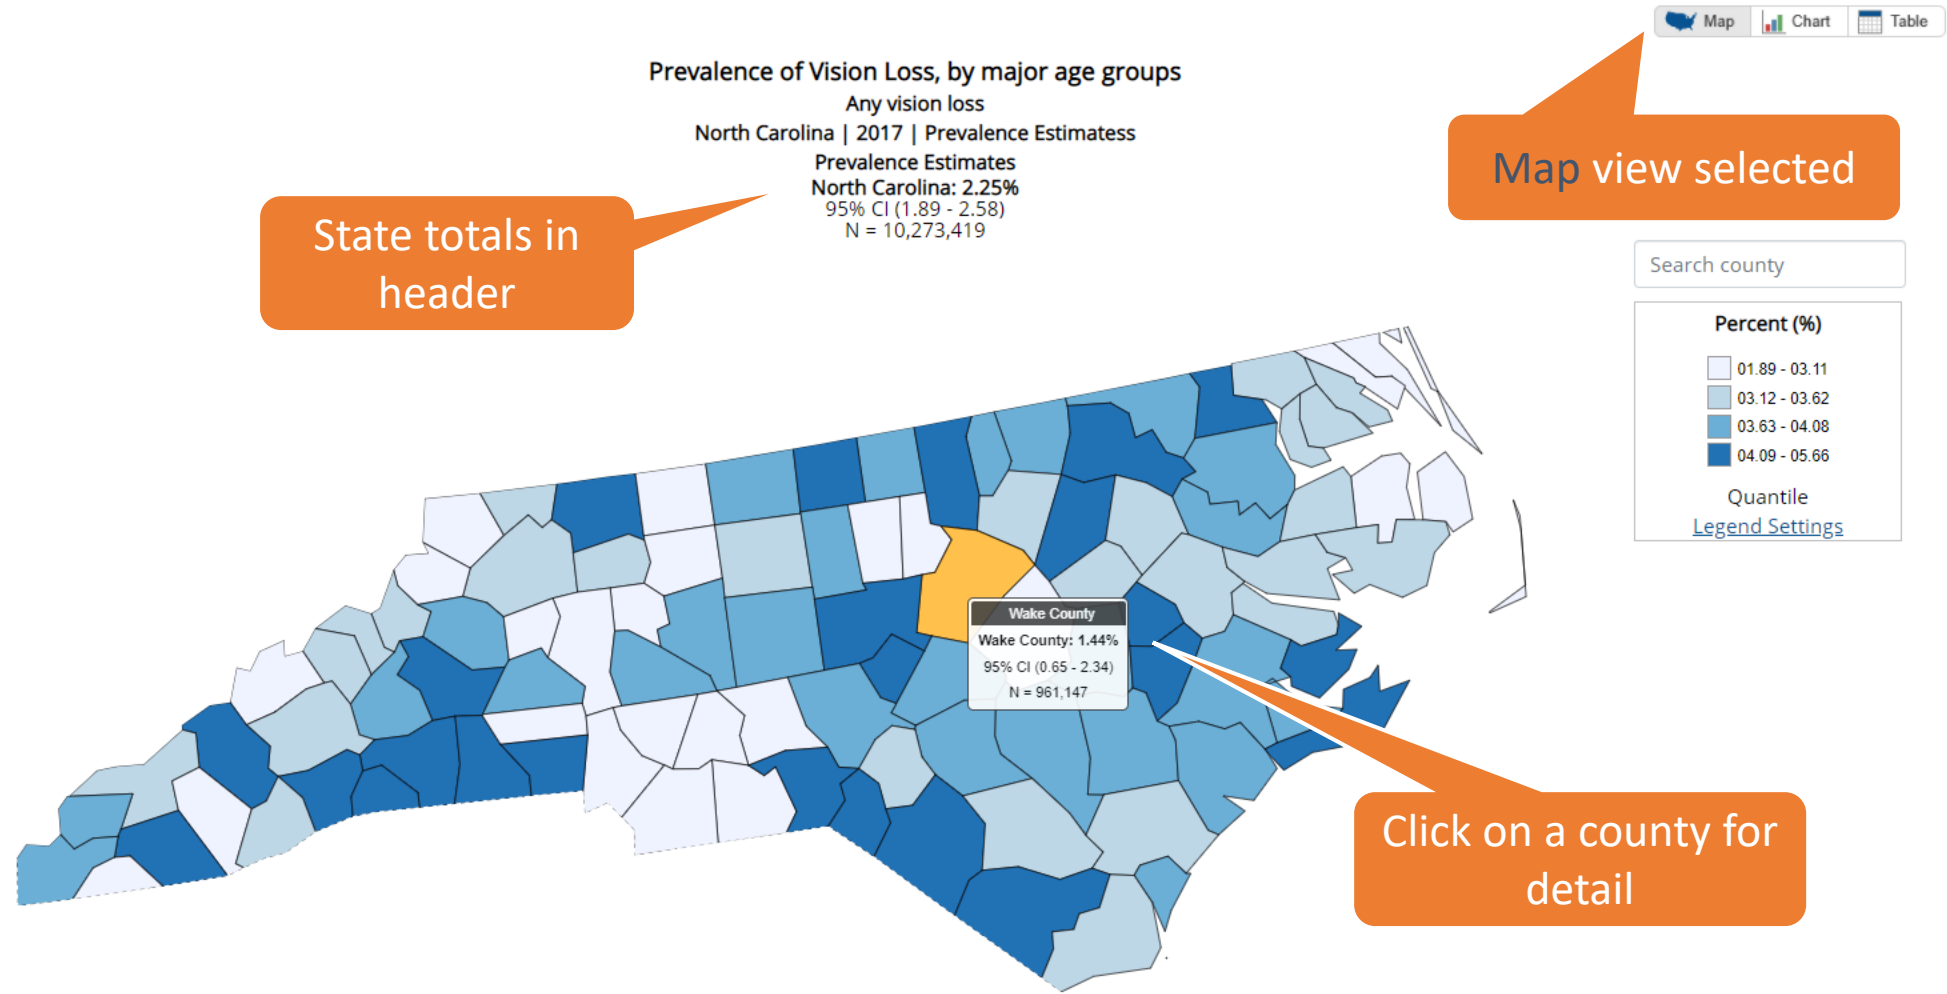 Map Chart Table
Prevalence of Vision Loss, by major age groups
Any vision loss
North Carolina | 2017 | Prevalence Estimatess
Prevalence Estimates
North Carolina: 2.25%
95% CI (1.89 - 2.58)
N = 10,273,419
Map view selected
State totals in
header
Search county
Percent (%)
01.89 - 03.11
03.12 - 03.62
03.63 - 04.08
04.09 - 05.66
Quantile
Legend Settings
Wake County
Wake County: 1.44%
95% CI (0.65 - 2.34)
N = 961,147
Click on a county for
detail